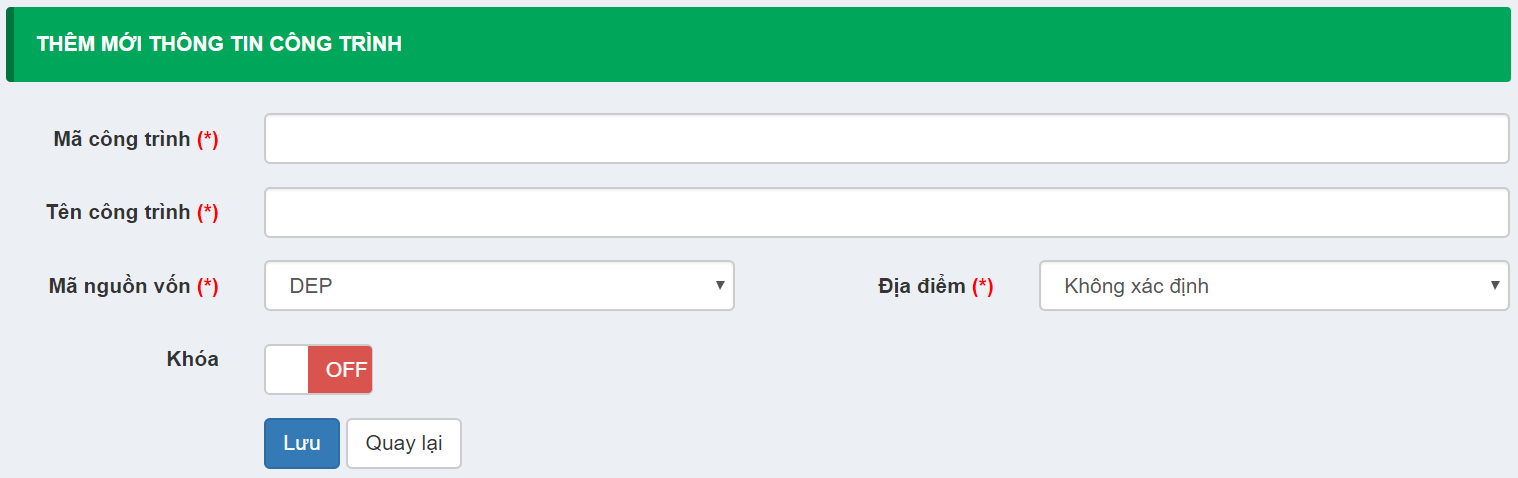 THÊM MỚI THÔNG TIN CÔNG TRÌNH
Mã công trình (*)
Tên công trình (*)
Mã nguồn vốn (*) DEP Địa điểm (*) Không xác định
Khóa OFF
Lưu Quay lại